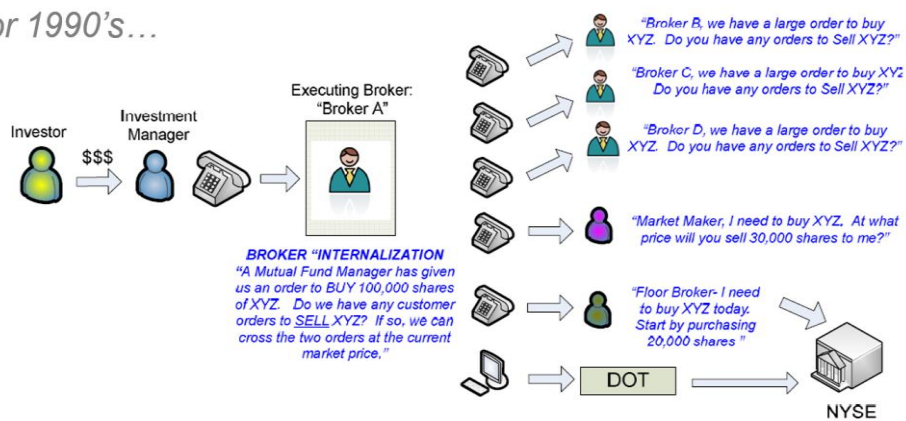 or 1990's...
Investor
$$$
Investment
Manager
Executing Broker:
"Broker A"
BROKER "INTERNALIZATION
"A Mutual Fund Manager has given
us an order to BUY 100,000 shares
of XYZ. Do we have any customer
orders to SELL XYZ? If so, we can
cross the two orders at the current
market price."
"Broker B, we have a large order to buy
XYZ. Do you have any orders to Sell XYZ?"
"Broker C, we have a large order to buy XYZ
Do you have any orders to Sell XYZ?"
"Broker D, we have a large order to buy
XYZ. Do you have any orders to Sell XYZ?"
"Market Maker, I need to buy XYZ. At what
price will you sell 30,000 shares to me?"
"Floor Broker- I need
to buy XYZ today.
Start by purchasing
20,000 shares "
DOT
NYSE